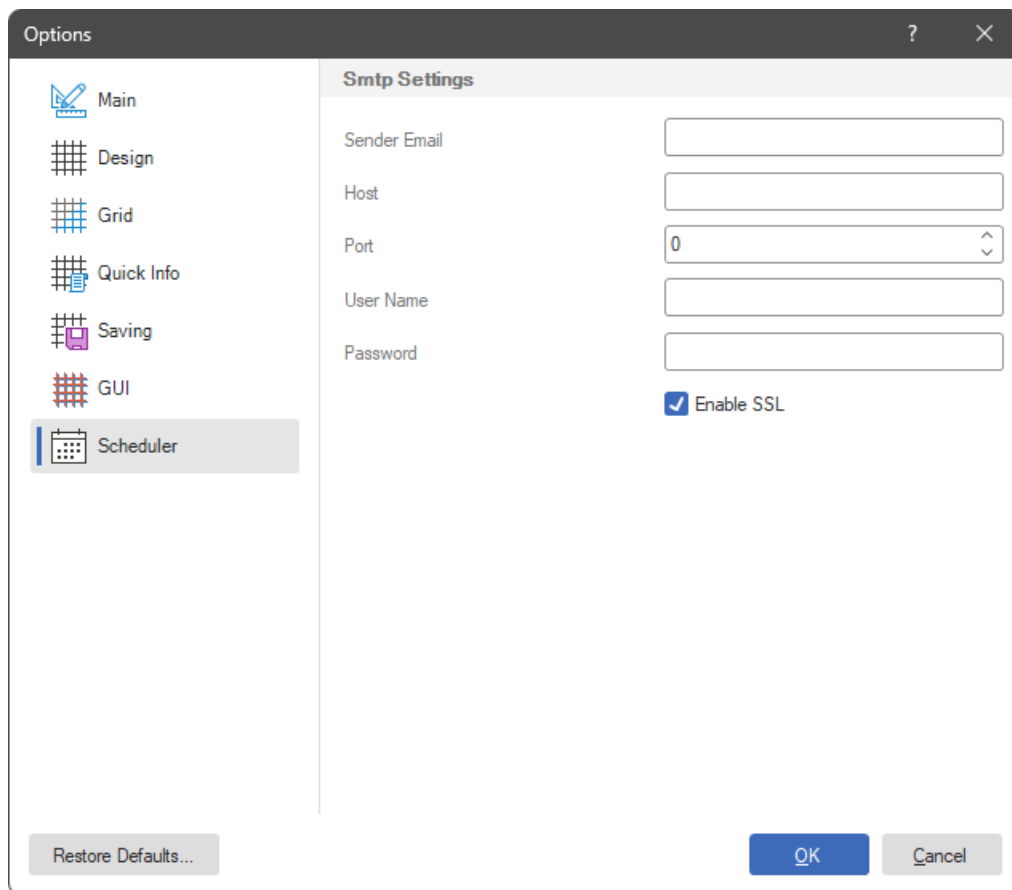 Options
?
Main
Design
Grid
Quick Info
Saving
GUI
Scheduler
Smtp Settings
Sender Email
Host
Port
0
User Name
Password
Enable SSL
Restore Defaults...
OK
Cancel